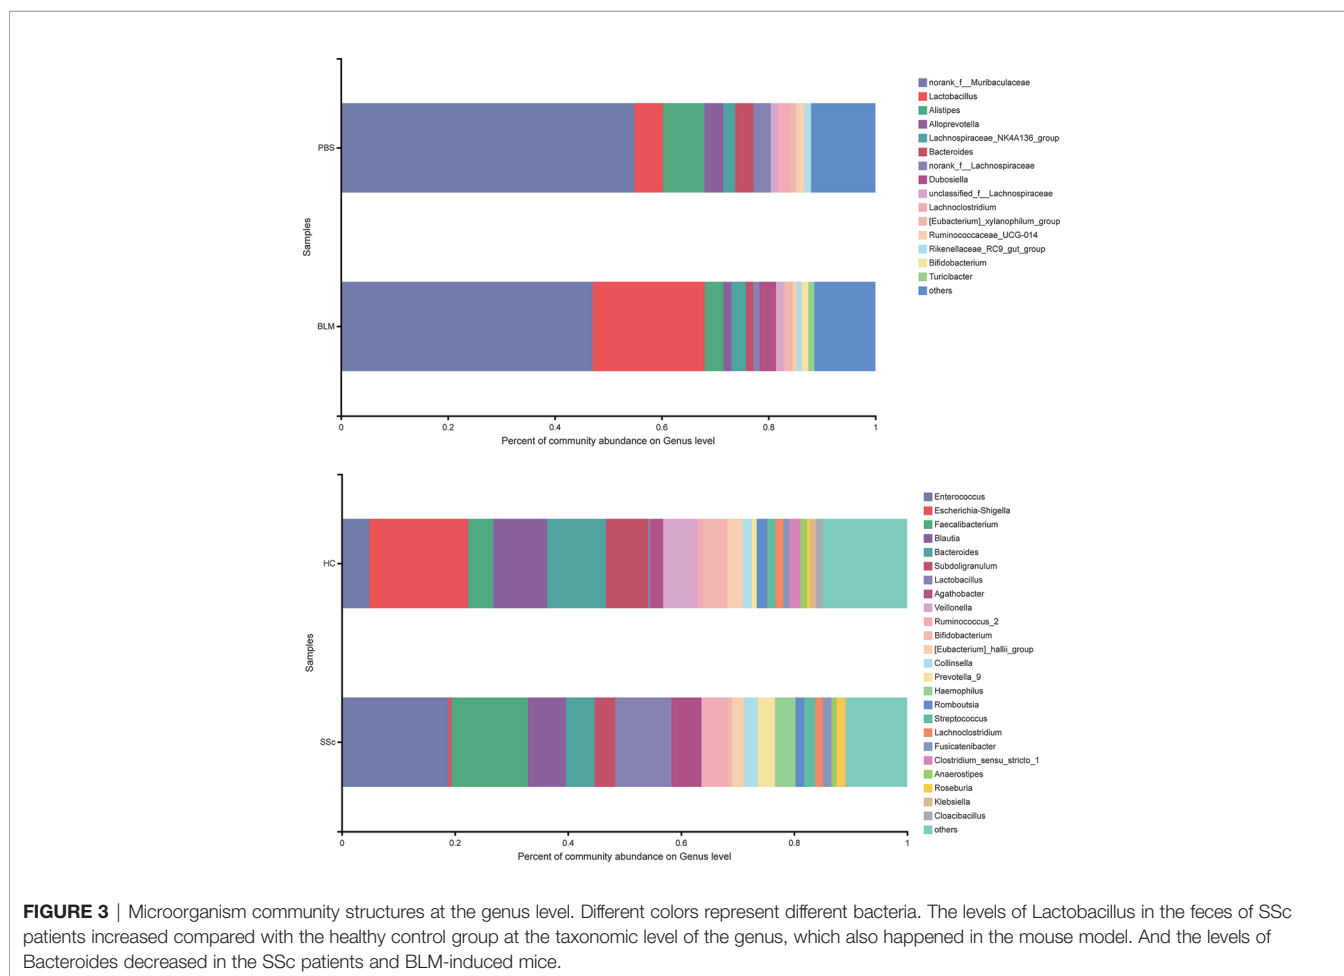 norank_f__Muribaculaceae
Lactobacillus
Alistipes
Alloprevotella
Lachnospiraceae_NK4A136_group
Bacteroides
norank_f__Lachnospiraceae
Dubosiella
unclassified_f__Lachnospiraceae
Lachnoclostridium
[Eubacterium]_xylanophilum_group
Ruminococcaceae_UCG-014
Rikenellaceae_RC9_gut_group
Bifidobacterium
Turicibacter
others
PBS
Samples
BLM
0 0.2 0.4 0.6 0.8 1
Percent of community abundance on Genus level
Enterococcus
Escherichia-Shigella
Faecalibacterium
Blautia
Bacteroides
Subdoligranulum
Lactobacillus
Agathobacter
Veillonella
Ruminococcus_2
Bifidobacterium
[Eubacterium]_hallii_group
Collinsella
Prevotella_9
Haemophilus
Romboutsia
Streptococcus
Lachnoclostridium
Fusicatenibacter
Clostridium_sensu_stricto_1
Anaerostipes
Roseburia
Klebsiella
Cloacibacillus
others
HC
Samples
SSc
0 0.2 0.4 0.6 0.8 1
Percent of community abundance on Genus level
FIGURE 3 | Microorganism community structures at the genus level. Different colors represent different bacteria. The levels of Lactobacillus in the feces of SSc
patients increased compared with the healthy control group at the taxonomic level of the genus, which also happened in the mouse model. And the levels of
Bacteroides decreased in the SSc patients and BLM-induced mice.